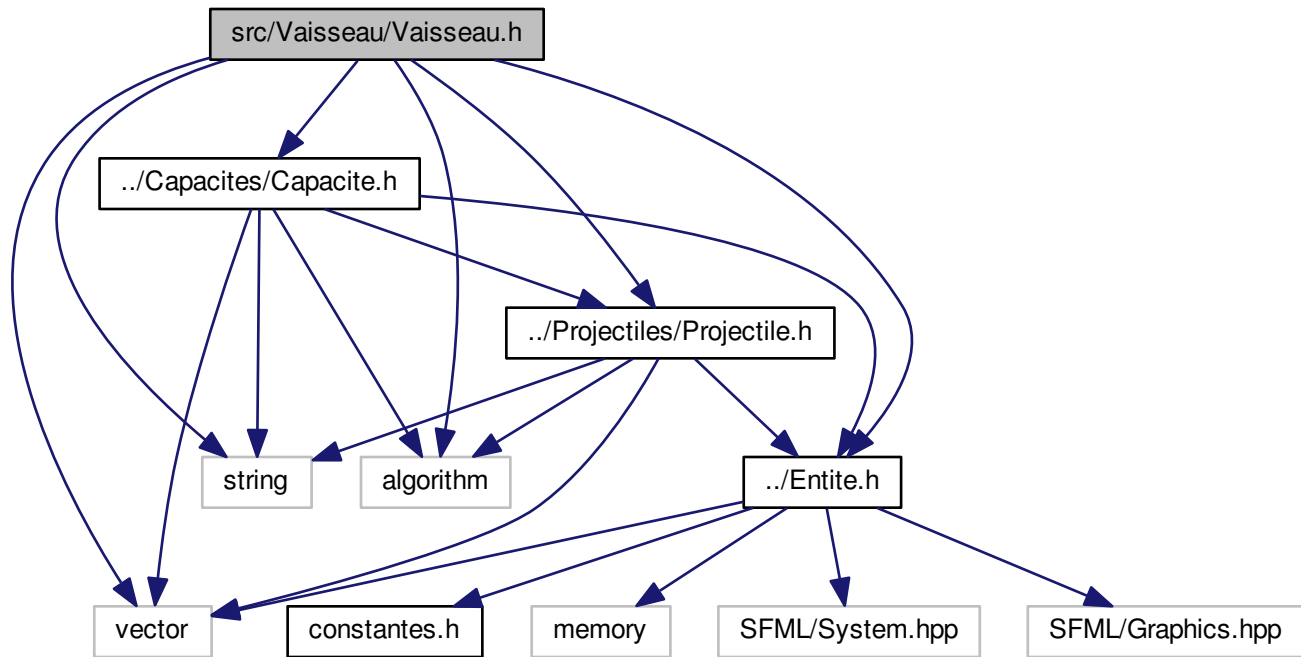 src/Vaisseau/Vaisseau.h
../Capacites/Capacite.h
../Projectiles/Projectile.h
string
algorithm
../Entite.h
vector
constantes.h
memory
SFML/System.hpp
SFML/Graphics.hpp